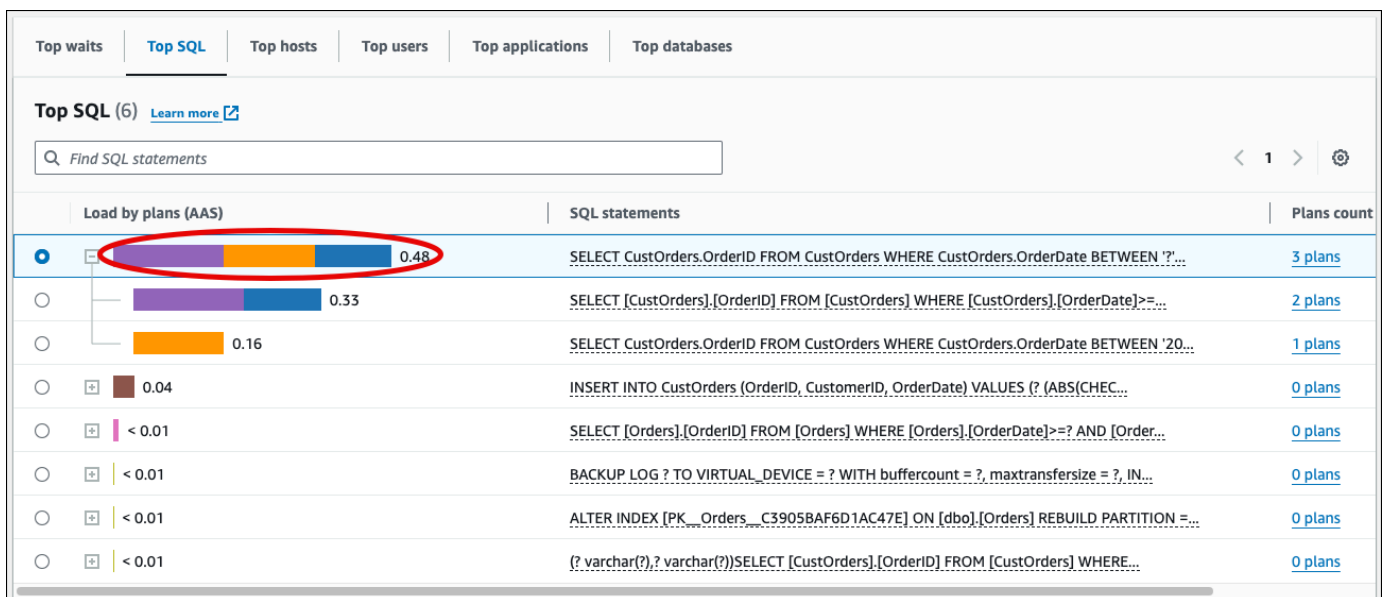 Top waits Top SQL Top hosts Top users Top applications Top databases
Top SQL (6) Learn more
Find SQL statements
1
Load by plans (AAS) SQL statements Plans count
0.48 SELECT CustOrders.OrderID FROM CustOrders WHERE CustOrders.OrderDate BETWEEN '?'... 3 plans
0.33 SELECT [CustOrders].[OrderID] FROM [CustOrders] WHERE [CustOrders].[OrderDate]>=... 2 plans
0.16 SELECT CustOrders.OrderID FROM CustOrders WHERE CustOrders.OrderDate BETWEEN '20... 1 plans
0.04 INSERT INTO CustOrders (OrderID, CustomerID, OrderDate) VALUES (? (ABS(CHEC... 0 plans
< 0.01 SELECT [Orders].[OrderID] FROM [Orders] WHERE [Orders].[OrderDate]>=? AND [Order... 0 plans
< 0.01 BACKUP LOG ? TO VIRTUAL_DEVICE = ? WITH buffercount = ?, maxtransfersize = ?, IN... 0 plans
< 0.01 ALTER INDEX [PK__Orders__C3905BAF6D1AC47E] ON [dbo].[Orders] REBUILD PARTITION =... 0 plans
< 0.01 (? varchar(?),? varchar(?))SELECT [CustOrders].[OrderID] FROM [CustOrders] WHERE... 0 plans